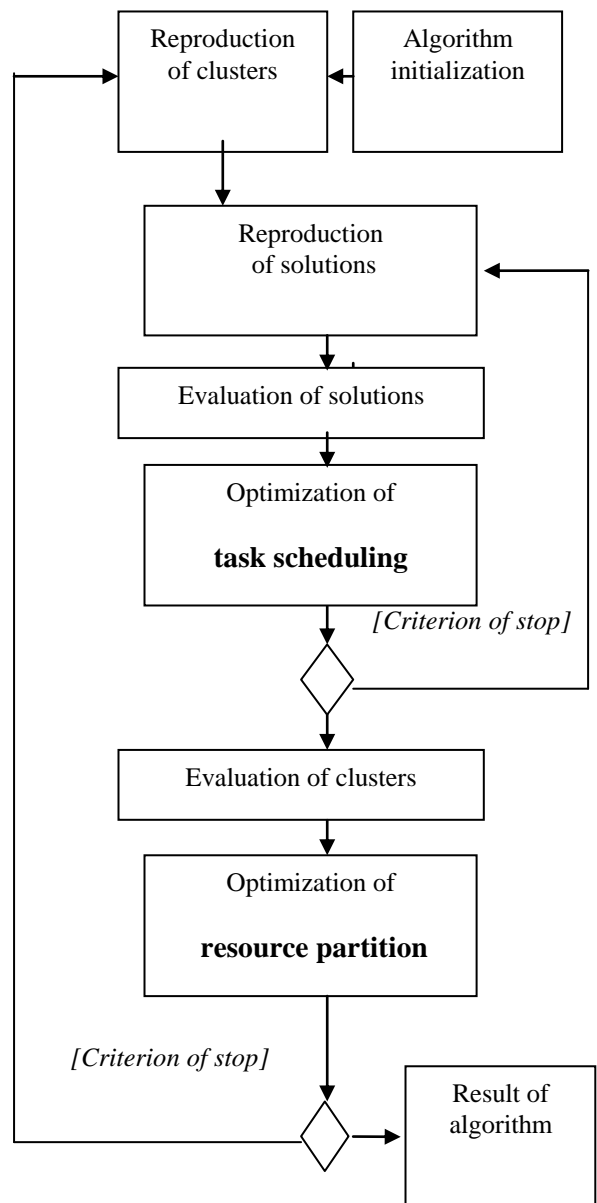 Reproduction
of clusters
Algorithm
initialization
Reproduction
of solutions
Evaluation of solutions
Optimization of
task scheduling
[Criterion of stop]
Evaluation of clusters
Optimization of
resource partition
[Criterion of stop]
Result of
algorithm